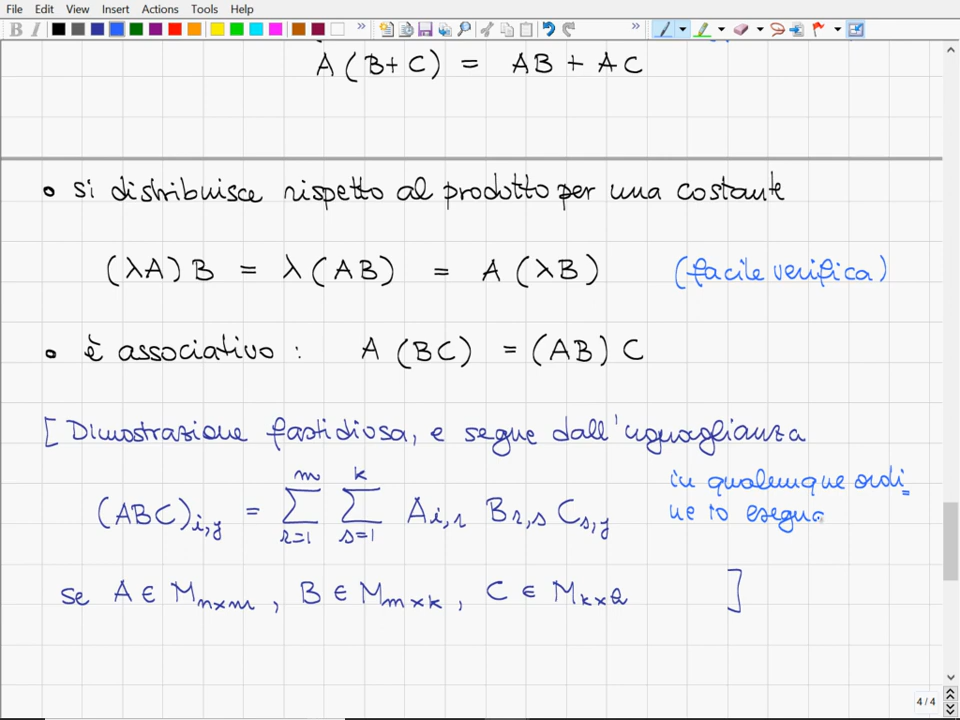 File Edit View Insert Actions Tools Help
B I
A (B+C) = AB + AC
• si distribuisce rispetto al prodotto per una costante
(λA) B = λ (AB) = A (λB) (facile verifica)
• è associativo : A (BC) = (AB) C
[ Dimostrazione fastidiosa, e segue dall'uguaglianza
(ABC)i,j = m∑r=1 k∑s=1 Ai,r Br,s Cs,j in qualunque ordi=
ne io esegua
se A ∈ Mn×m , B ∈ Mm×k , C ∈ Mk×l ]
4 / 4